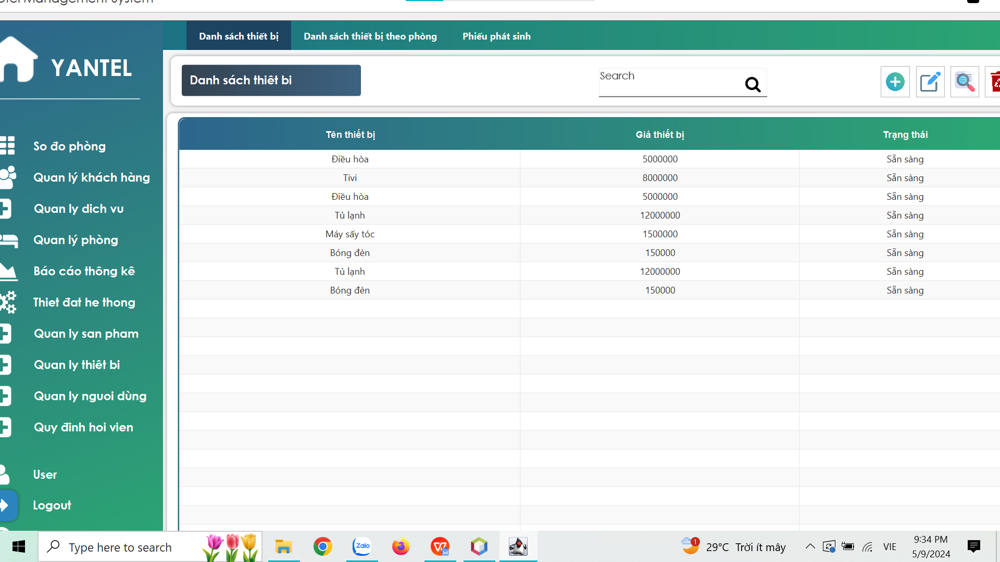 Management System
Danh sách thiết bị Danh sách thiết bị theo phòng Phiếu phát sinh
YANTEL
Danh sách thiêt bi
Search
Tên thiết bị Giá thiết bị Trạng thái
Điều hòa 5000000 Sẵn sàng
Tivi 8000000 Sẵn sàng
Điều hòa 5000000 Sẵn sàng
Tủ lạnh 12000000 Sẵn sàng
Máy sấy tóc 1500000 Sẵn sàng
Bóng đèn 150000 Sẵn sàng
Tủ lạnh 12000000 Sẵn sàng
Bóng đèn 150000 Sẵn sàng
So đo phòng
Quan lý khách hàng
Quan ly dich vu
Quan lý phòng
Báo cáo thông kê
Thiet đat he thong
Quan ly san pham
Quan ly thiêt bi
Quan ly nguoi dùng
Quy đinh hoi vien
User
Logout
Type here to search
Zalo
W
1
29°C Trời ít mây
VIE
9:34 PM
5/9/2024